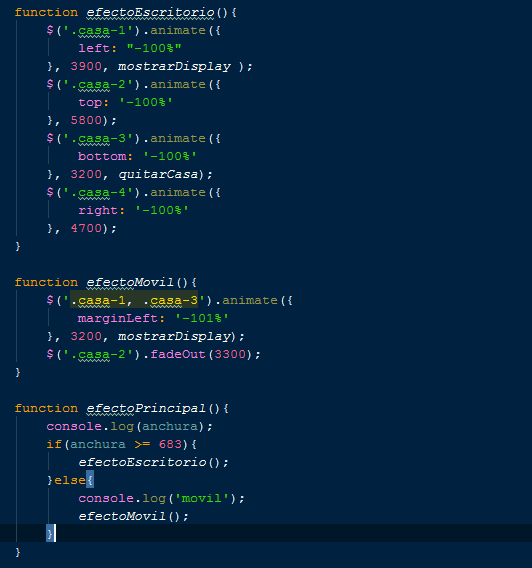 function efectoEscritorio(){
$('.casa-1').animate({
left: "-100%"
}, 3900, mostrarDisplay );
$('.casa-2').animate({
top: '-100%'
}, 5800);
$('.casa-3').animate({
bottom: '-100%'
}, 3200, quitarCasa);
$('.casa-4').animate({
right: '-100%'
}, 4700);
}
function efectoMovil(){
$('.casa-1, .casa-3').animate({
marginLeft: '-101%'
}, 3200, mostrarDisplay);
$('.casa-2').fadeOut(3300);
}
function efectoPrincipal(){
console.log(anchura);
if(anchura >= 683){
efectoEscritorio();
}else{
console.log('movil');
efectoMovil();
}
}